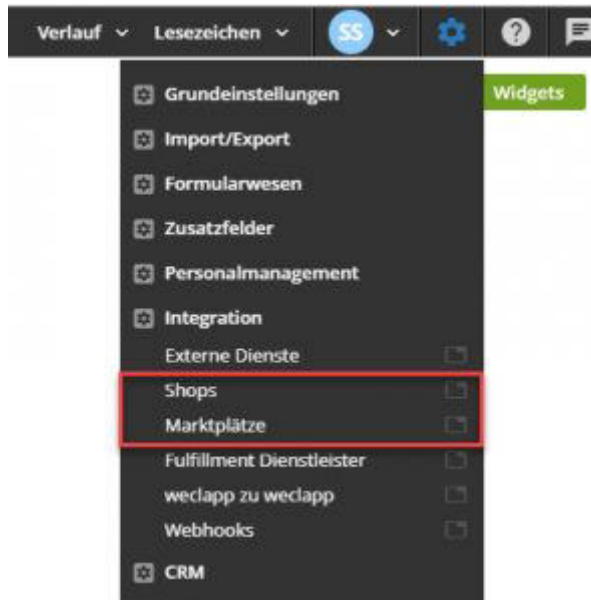 Verlauf Lesezeichen SS ?
Grundeinstellungen Widgets
Import/Export
Formularwesen
Zusatzfelder
Personalmanagement
Integration
Externe Dienste
Shops
Marktplätze
Fulfillment Dienstleister
weclapp zu weclapp
Webhooks
CRM